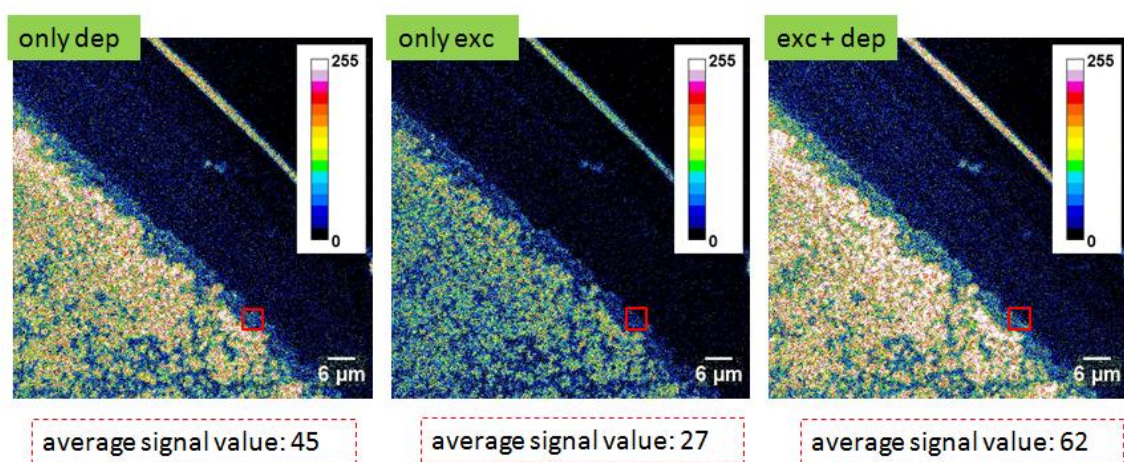 only dep
only exc
exc + dep
255
255
255
0
0
0
6 µm
6 µm
6 µm
average signal value: 45
average signal value: 27
average signal value: 62